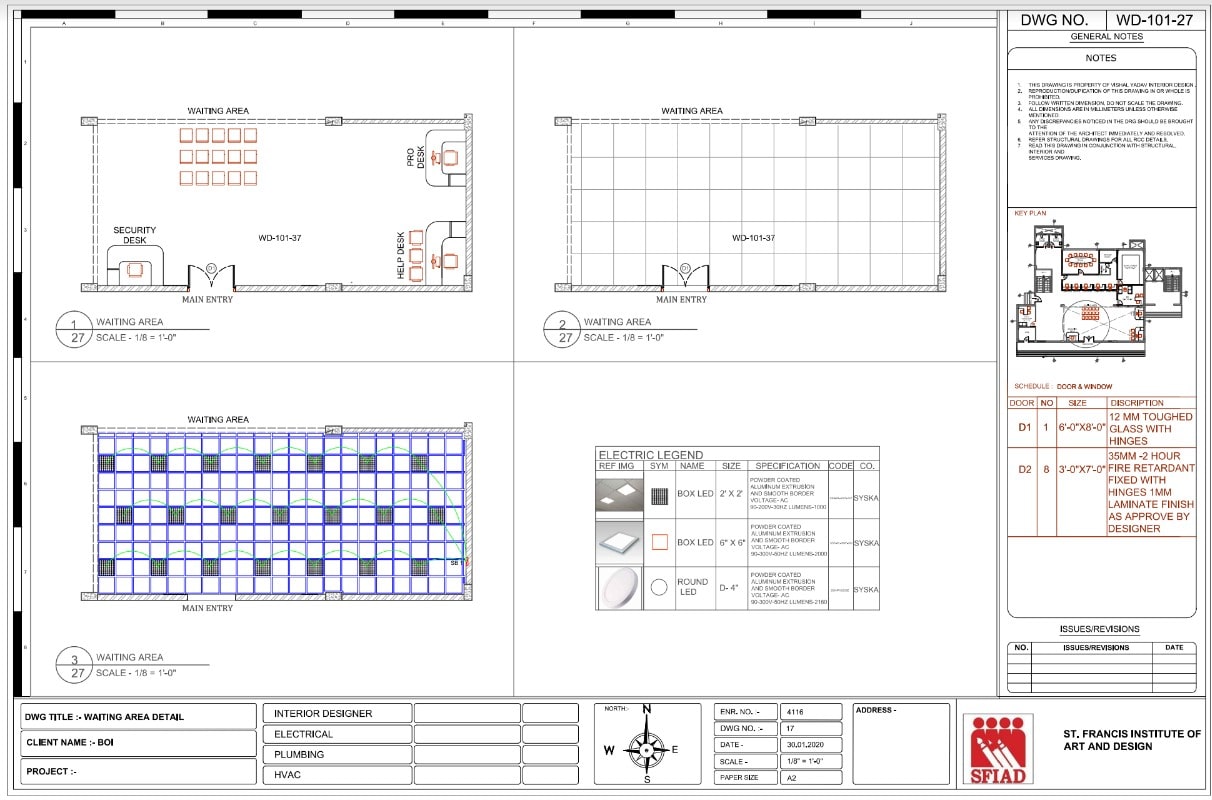 A B C D E F G H I J
1
2
3
4
5
6
7
8
WAITING AREA
PRO
DESK
SECURITY
DESK
WD-101-37
HELP DESK
D1
MAIN ENTRY
1
27
WAITING AREA
SCALE - 1/8 = 1'-0"
WAITING AREA
WD-101-37
D1
MAIN ENTRY
2
27
WAITING AREA
SCALE - 1/8 = 1'-0"
WAITING AREA
SB 1
MAIN ENTRY
3
27
WAITING AREA
SCALE - 1/8 = 1'-0"
ELECTRIC LEGEND
REF IMG SYM NAME SIZE SPECIFICATION CODE CO.
BOX LED 2' X 2'
POWDER COATED
ALUMINUM EXTRUSION
AND SMOOTH BORDER
VOLTAGE- AC
SYSKA
BOX LED 6" X 6"
POWDER COATED
ALUMINUM EXTRUSION
AND SMOOTH BORDER
VOLTAGE- AC
90-300V-80HZ LUMENS-2000
SYSKA
ROUND
LED
D- 4"
POWDER COATED
ALUMINUM EXTRUSION
AND SMOOTH BORDER
VOLTAGE- AC
90-300V-80HZ LUMENS-2160
SYSKA
DWG NO. WD-101-27
GENERAL NOTES
NOTES
1. THIS DRAWING IS PROPERTY OF VISHAL YADAV INTERIOR DESIGN.
2. REPRODUCTION/DUPICATION OF THIS DRAWING IN OR WHOLE IS
PROHIBITED.
3. FOLLOW WRITTEN DIMENSION, DO NOT SCALE THE DRAWING.
4. ALL DIMENSIONS ARE IN MILLIMETERS UNLESS OTHERWISE
MENTIONED.
5. ANY DISCREPANCIES NOTICED IN THE DRG SHOULD BE BROUGHT
TO THE
ATTENTION OF THE ARCHITECT IMMEDIATELY AND RESOLVED.
6. REFER STRUCTURAL DRAWINGS FOR ALL RCC DETAILS.
7. READ THIS DRAWING IN CONJUNCTION WITH STRUCTURAL,
INTERIOR AND
SERVICES DRAWING.
KEY PLAN
SCHEDULE : DOOR & WINDOW
DOOR NO SIZE DISCRIPTION
D1 1 6'-0"X8'-0"
12 MM TOUGHED
GLASS WITH
HINGES
D2 8 3'-0"X7'-0"
35MM -2 HOUR
FIRE RETARDANT
FIXED WITH
HINGES 1MM
LAMINATE FINISH
AS APPROVE BY
DESIGNER
ISSUES/REVISIONS
NO. ISSUES/REVISIONS DATE
DWG TITLE :- WAITING AREA DETAIL
CLIENT NAME :- BOI
PROJECT :-
INTERIOR DESIGNER
ELECTRICAL
PLUMBING
HVAC
NORTH:-
N
W E
S
ENR. NO. :- 4116
DWG NO. :- 17
DATE - 30,01,2020
SCALE - 1/8" = 1'-0"
PAPER SIZE A2
ADDRESS -
SFIAD
ST. FRANCIS INSTITUTE OF
ART AND DESIGN